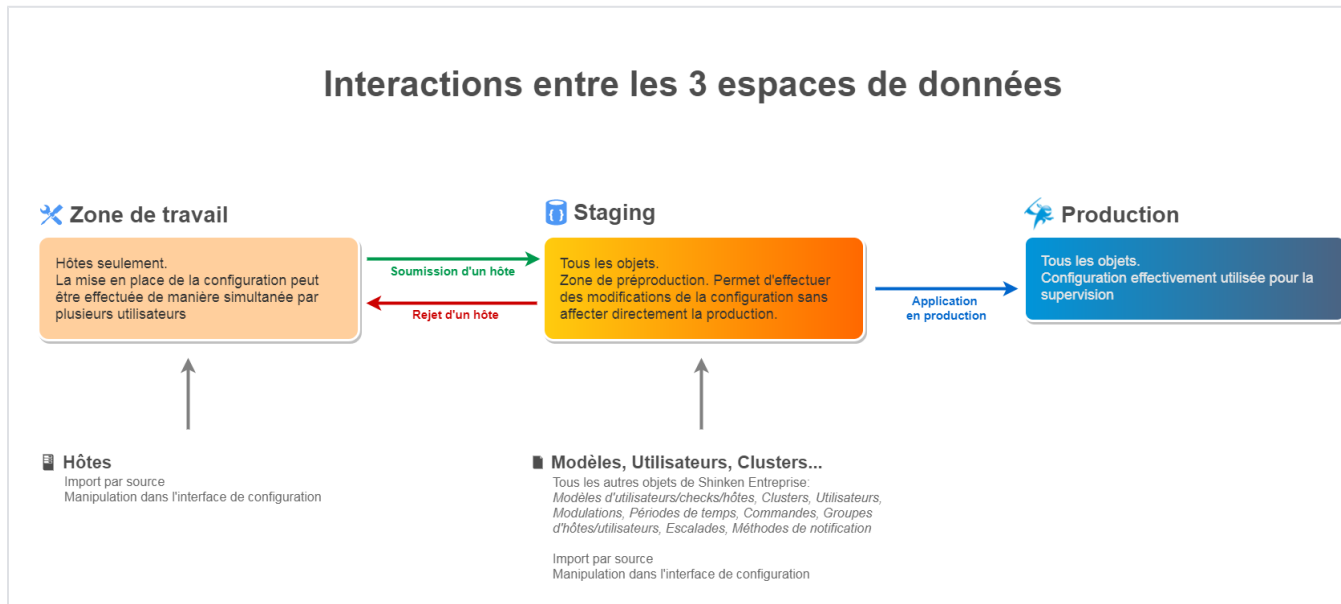 Interactions entre les 3 espaces de données
Zone de travail
Hôtes seulement.
La mise en place de la configuration peut
être effectuée de manière simultanée par
plusieurs utilisateurs
Soumission d'un hôte
Rejet d'un hôte
Staging
Tous les objets.
Zone de préproduction. Permet d'effectuer
des modifications de la configuration sans
affecter directement la production.
Application
en production
Production
Tous les objets.
Configuration effectivement utilisée pour la
supervision
Hôtes
Import par source
Manipulation dans l'interface de configuration
Modèles, Utilisateurs, Clusters...
Tous les autres objets de Shinken Entreprise:
Modèles d'utilisateurs/checks/hôtes, Clusters, Utilisateurs,
Modulations, Périodes de temps, Commandes, Groupes
d'hôtes/utilisateurs, Escalades, Méthodes de notification
Import par source
Manipulation dans l'interface de configuration